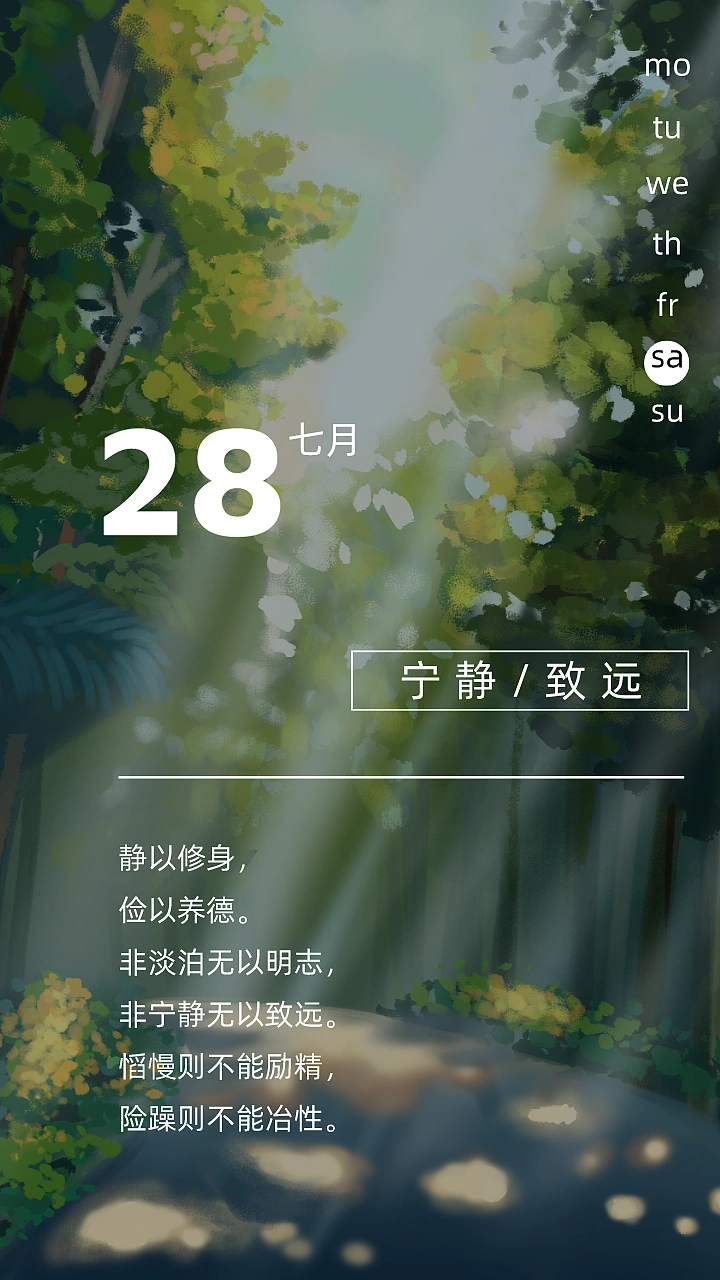 mo
tu
we
th
fr
sa
su
28 七月
宁静/致远
静以修身，
俭以养德。
非淡泊无以明志，
非宁静无以致远。
慆慢则不能励精，
险躁则不能冶性。